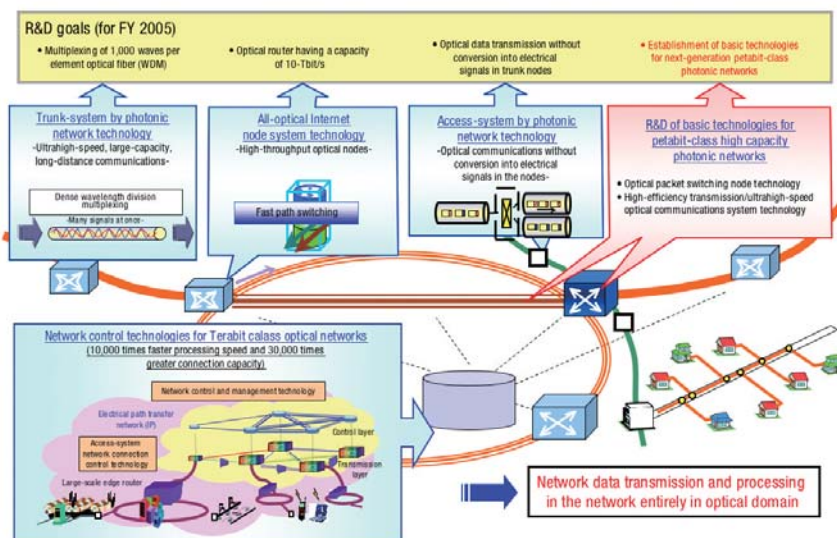 R&D goals (for FY 2005)
• Multiplexing of 1,000 waves per
element optical fiber (WDM)
• Optical router having a capacity
of 10-Tbit/s
• Optical data transmission without
conversion into electrical
signals in trunk nodes
• Establishment of basic technologies
for next-generation petabit-class
photonic networks
Trunk-system by photonic
network technology
-Ultrahigh-speed, large-capacity,
long-distance communications-
Dense wavelength division
multiplexing
-Many signals at once-
All-optical Internet
node system technology
-High-throughput optical nodes-
Fast path switching
Access-system by photonic
network technology
-Optical communications without
conversion into electrical
signals in the nodes-
R&D of basic technologies for
petabit-class high capacity
photonic networks
• Optical packet switching node technology
• High-efficiency transmission/ultrahigh-speed
optical communications system technology
Network control technologies for Terabit calass optical networks
(10,000 times faster processing speed and 30,000 times
greater connection capacity)
Network control and management technology
Electrical path transfer
network (IP)
Control layer
Access-system
network connection
control technology
Transmission
layer
Large-scale edge router
Network data transmission and processing
in the network entirely in optical domain